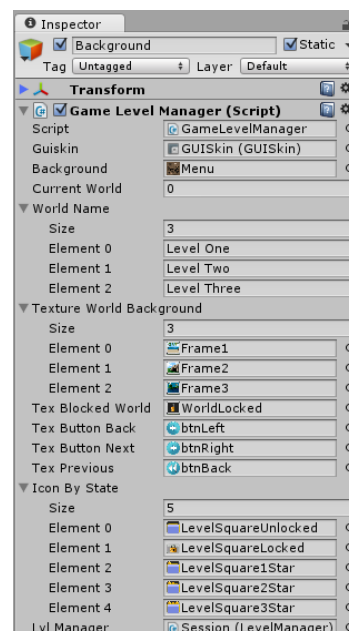 Inspector
Background Static
Tag Untagged Layer Default
Transform
Game Level Manager (Script)
Script GameLevelManager
Guiskin GUISkin (GUISkin)
Background Menu
Current World 0
World Name
Size 3
Element 0 Level One
Element 1 Level Two
Element 2 Level Three
Texture World Background
Size 3
Element 0 Frame1
Element 1 Frame2
Element 2 Frame3
Tex Blocked World WorldLocked
Tex Button Back btnLeft
Tex Button Next btnRight
Tex Previous btnBack
Icon By State
Size 5
Element 0 LevelSquareUnlocked
Element 1 LevelSquareLocked
Element 2 LevelSquare1Star
Element 3 LevelSquare2Star
Element 4 LevelSquare3Star
Lvl Manager Session (LevelManager)